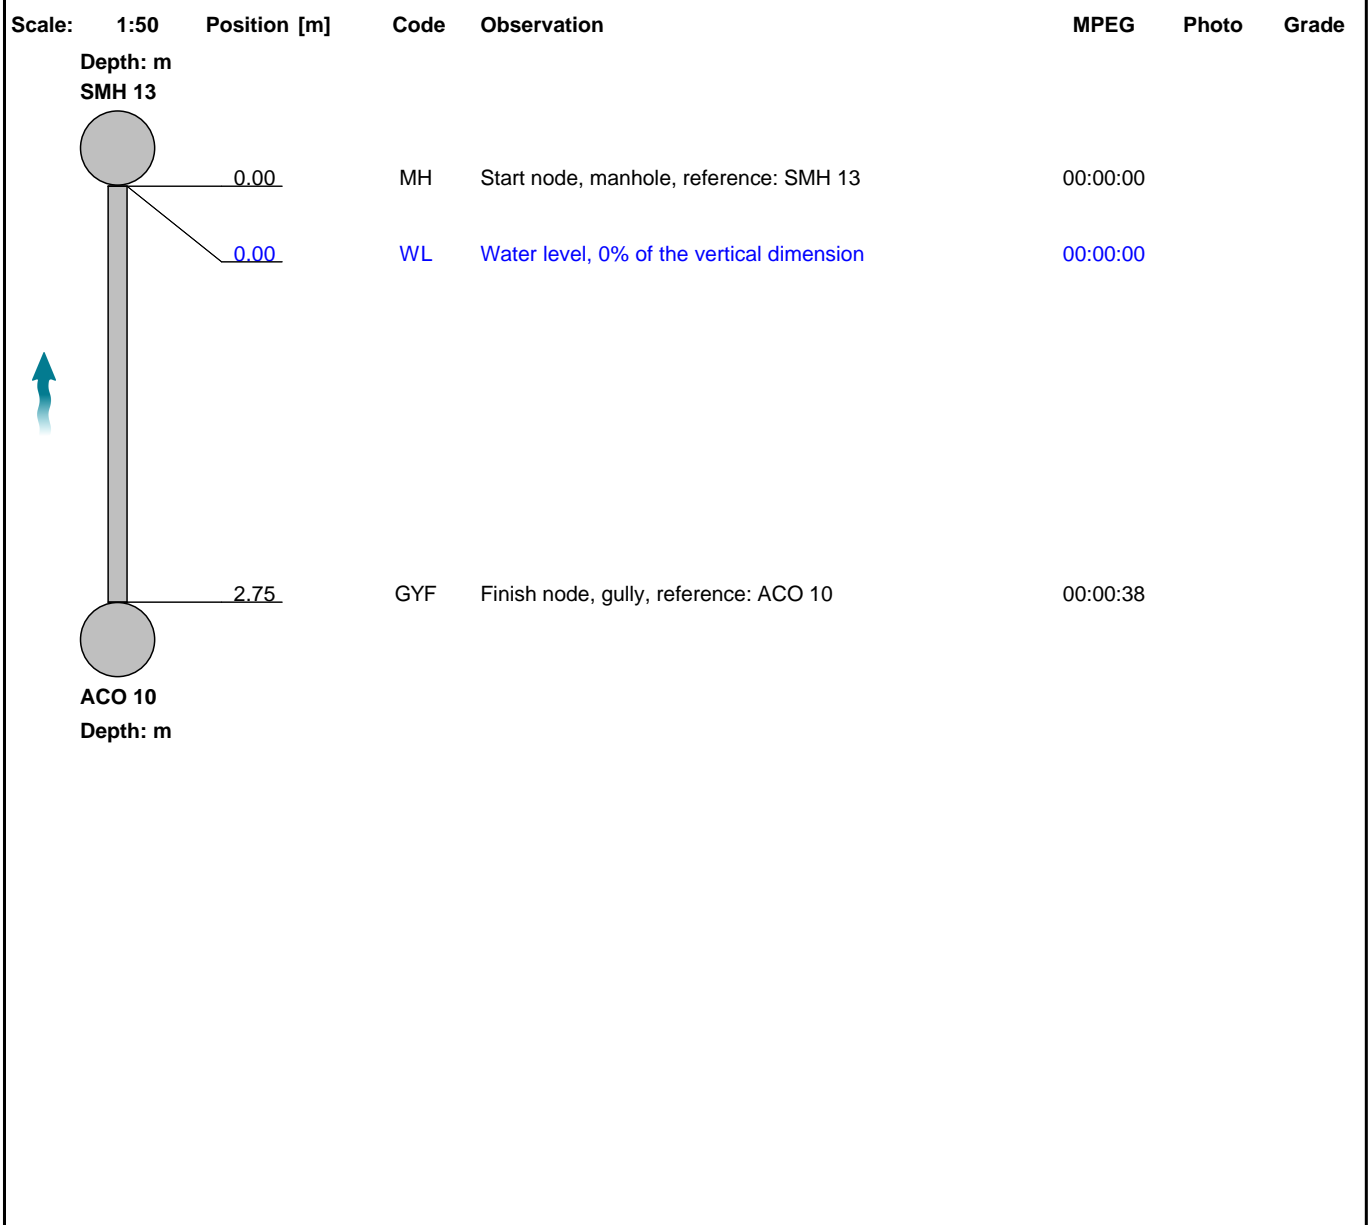 Scale: 1:50 Position [m] Code Observation MPEG Photo Grade
Depth: m
SMH 13
0.00 MH Start node, manhole, reference: SMH 13 00:00:00
0.00 WL Water level, 0% of the vertical dimension 00:00:00
2.75 GYF Finish node, gully, reference: ACO 10 00:00:38
ACO 10
Depth: m